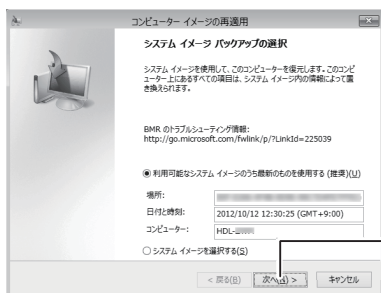 コンピューター イメージの再適用
システム イメージ バックアップの選択
システム イメージを使用して、このコンピューターを復元します。このコンピ
ューター上にあるすべての項目は、システム イメージ内の情報によって置
き換えられます。
BMR のトラブルシューティング情報:
http://go.microsoft.com/fwlink/p/?LinkId=225039
利用可能なシステム イメージのうち最新のものを使用する (推奨)(U)
場所:
日付と時刻: 2012/10/12 12:30:25 (GMT+9:00)
コンピューター: HDL-
システム イメージを選択する(S)
< 戻る(B) 次へ( ) > キャンセル